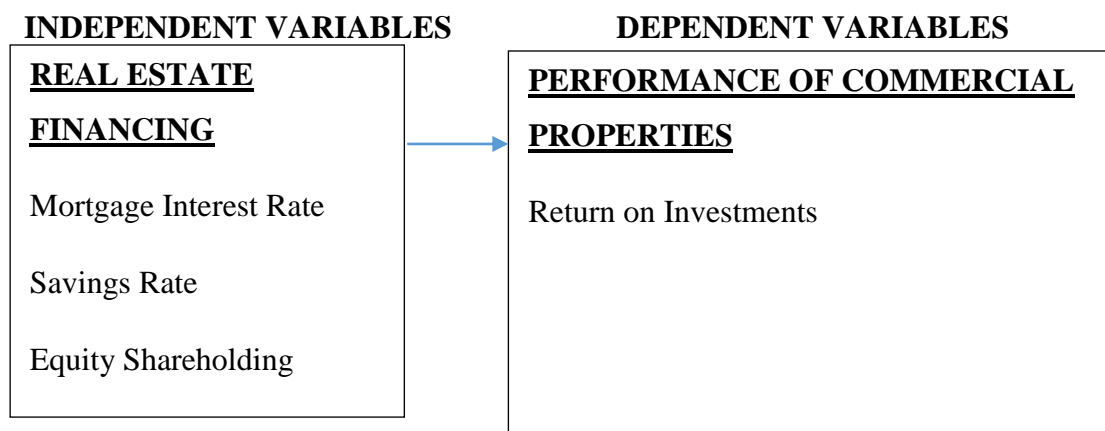 INDEPENDENT VARIABLES
REAL ESTATE
FINANCING
Mortgage Interest Rate
Savings Rate
Equity Shareholding
DEPENDENT VARIABLES
PERFORMANCE OF COMMERCIAL
PROPERTIES
Return on Investments